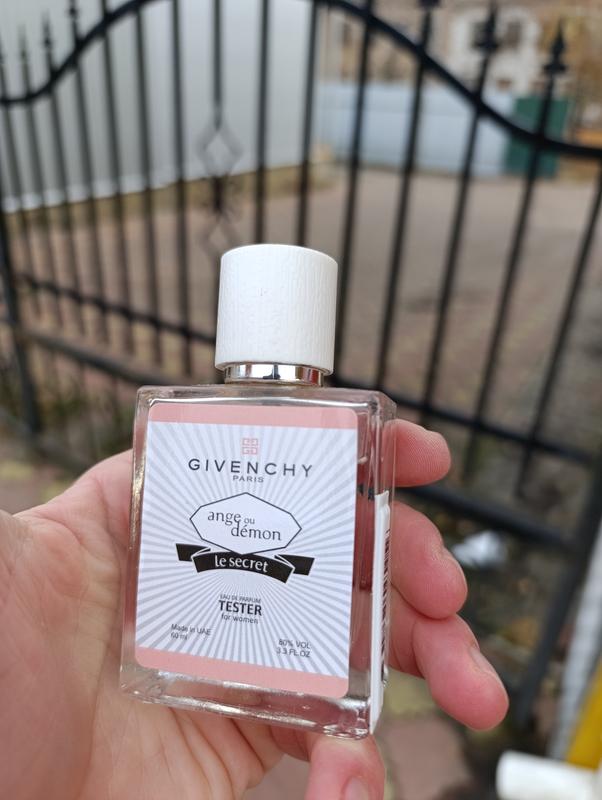 GIVENCHY
PARIS
ange ou
démon
le secret
EAU DE PARFUM
TESTER
for women
Made in UAE
60 ml
80% VOL
3.3 FL.OZ